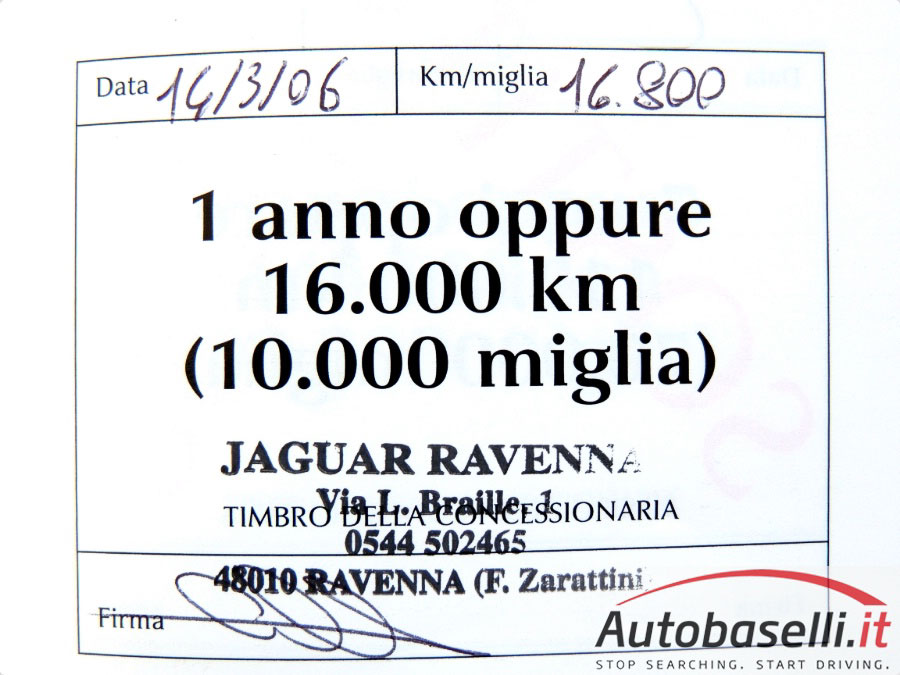 Data 14/3/06 Km/miglia 16.800
1 anno oppure
16.000 km
(10.000 miglia)
JAGUAR RAVENNA
Via L. Braille, 1
TIMBRO DELLA CONCESSIONARIA
0544 502465
48010 RAVENNA (F. Zarattini
Firma
Autobaselli.it
STOP SEARCHING. START DRIVING.